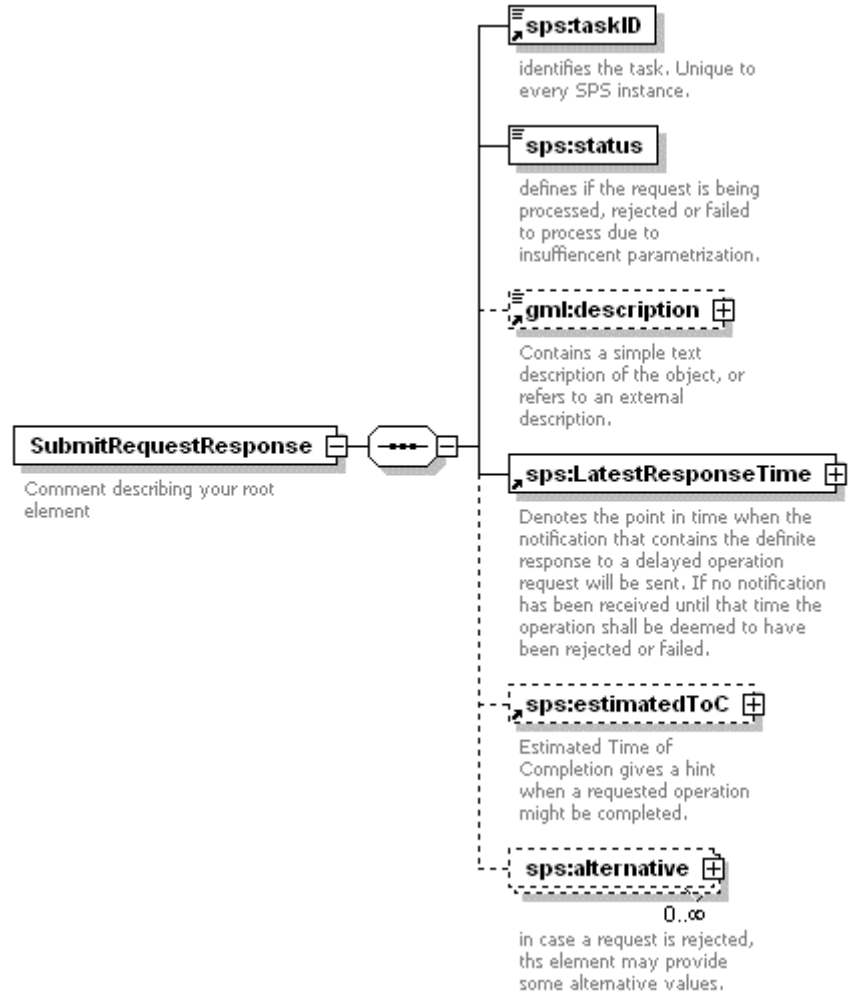 sps:taskID
identifies the task. Unique to
every SPS instance.
sps:status
defines if the request is being
processed, rejected or failed
to process due to
insuffiencent parametrization.
gml:description
Contains a simple text
description of the object, or
refers to an external
description.
SubmitRequestResponse
Comment describing your root
element
sps:LatestResponseTime
Denotes the point in time when the
notification that contains the definite
response to a delayed operation
request will be sent. If no notification
has been received until that time the
operation shall be deemed to have
been rejected or failed.
sps:estimatedToC
Estimated Time of
Completion gives a hint
when a requested operation
might be completed.
sps:alternative
0..∞
in case a request is rejected,
ths element may provide
some alternative values.